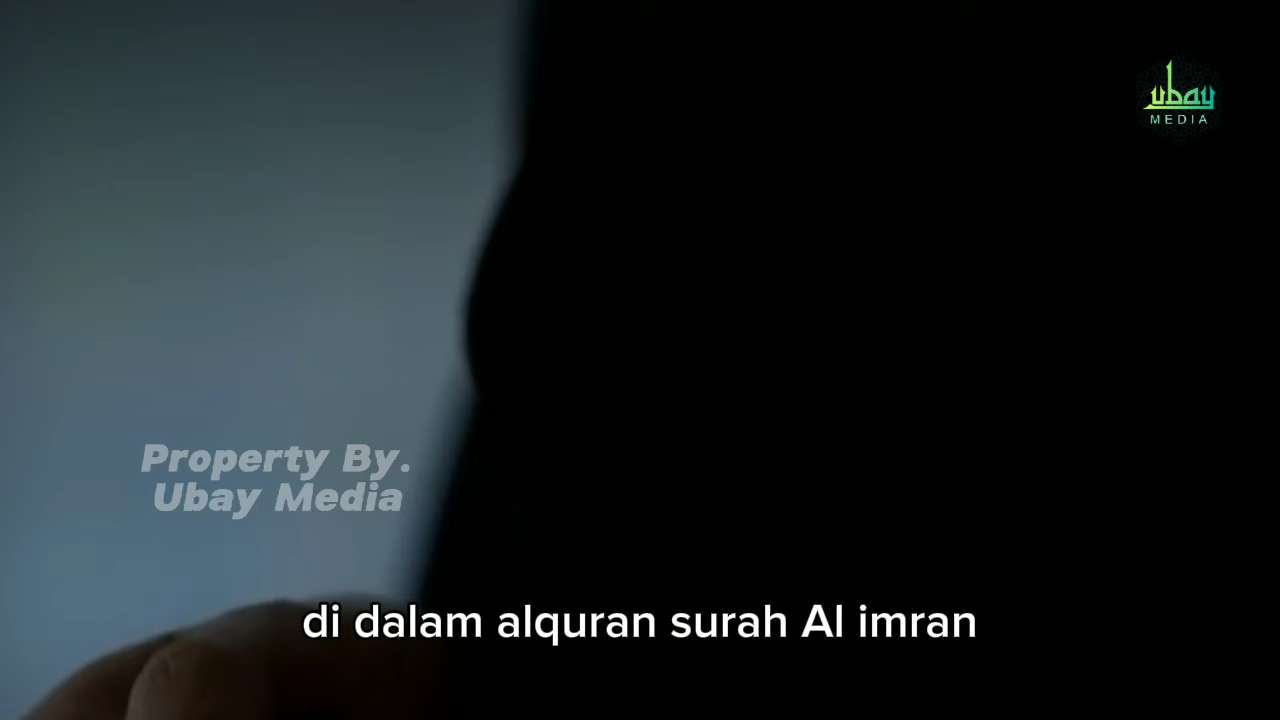 ubay
MEDIA
Property By.
Ubay Media
di dalam alquran surah Al imran